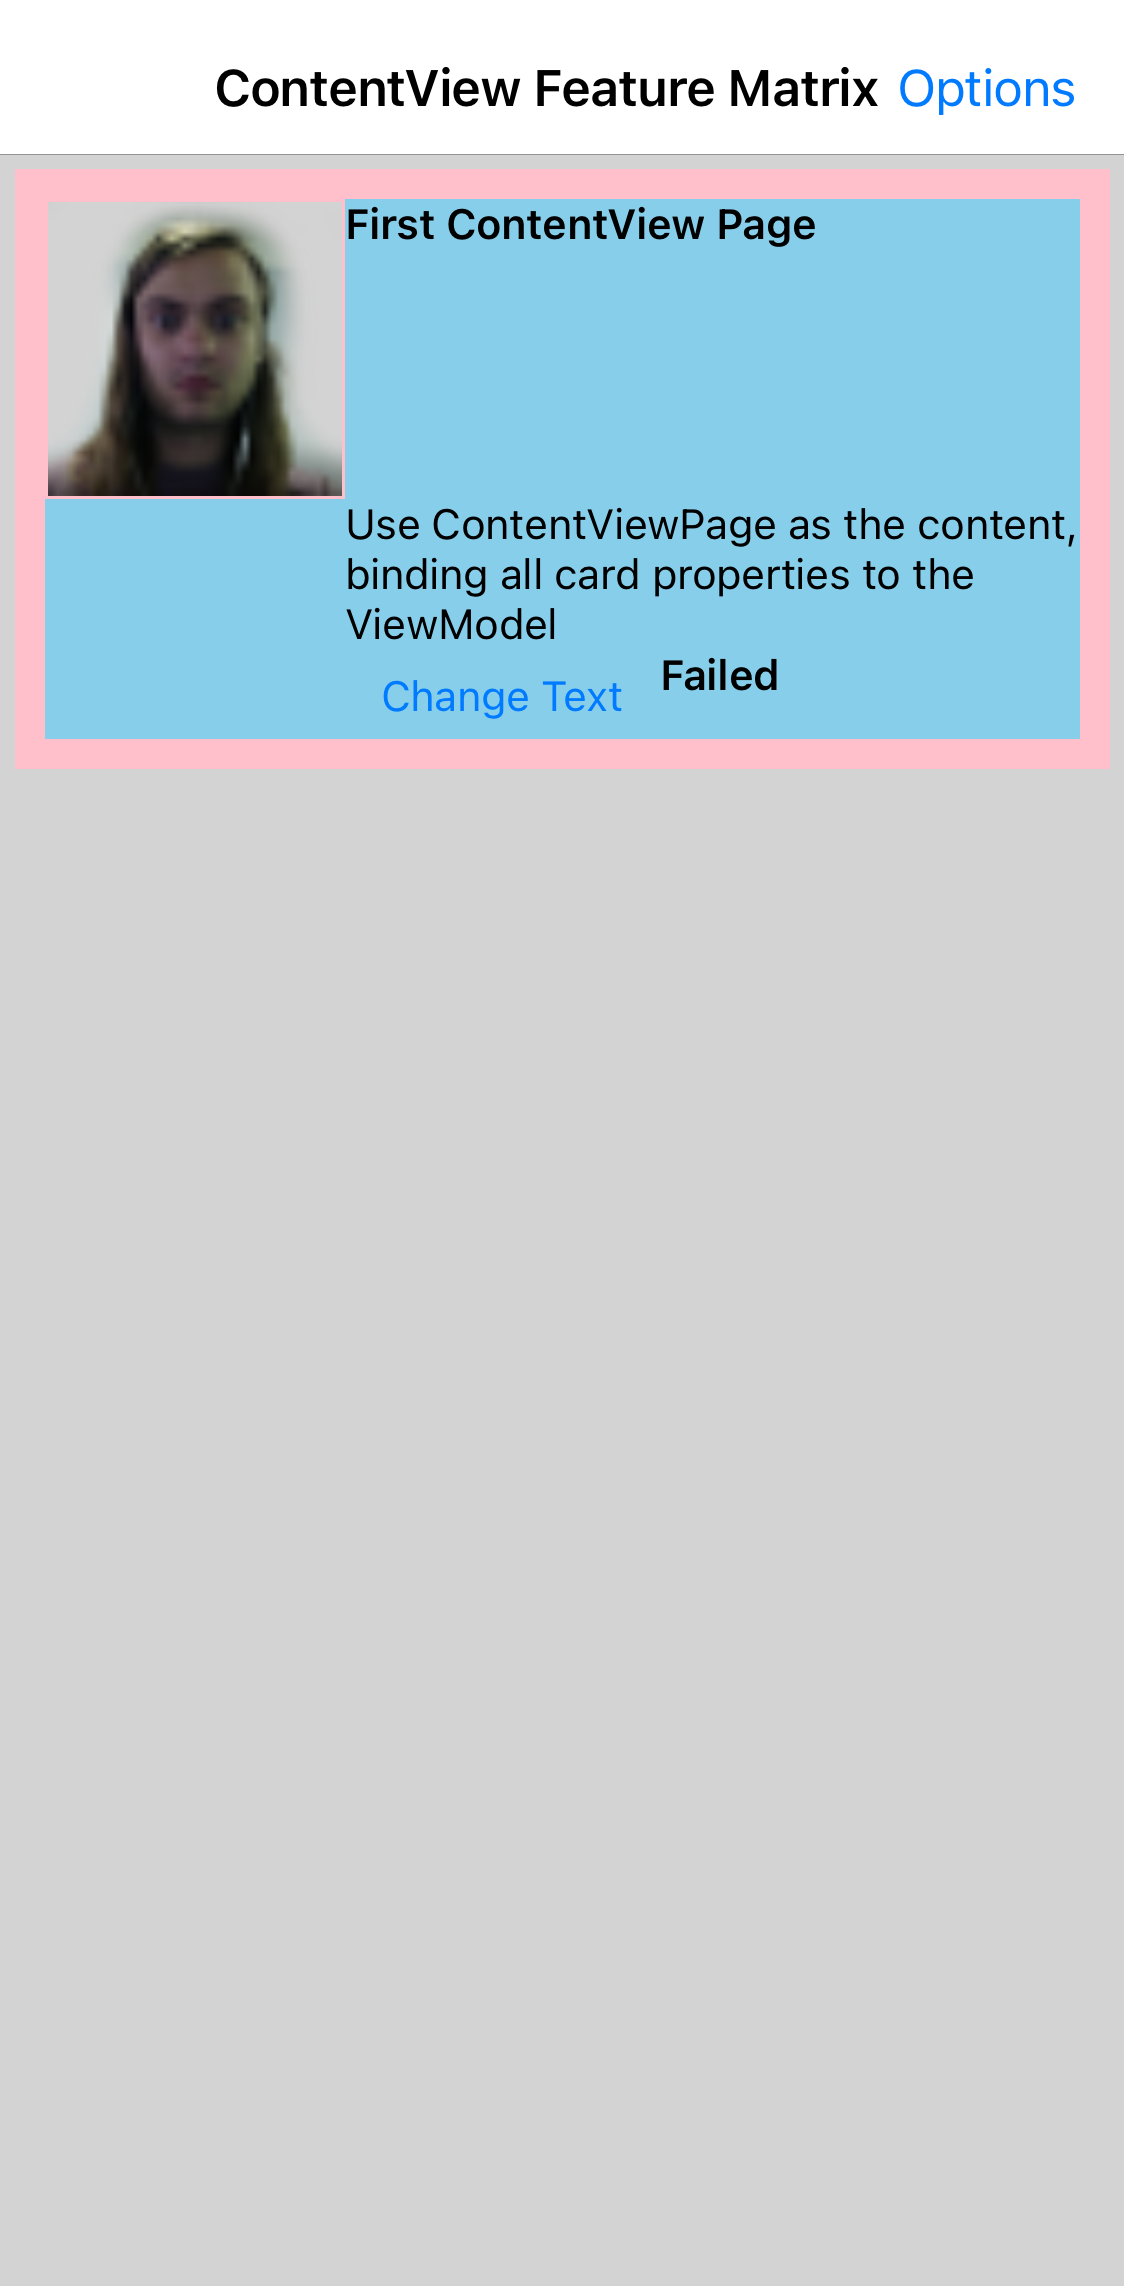 ContentView Feature Matrix Options
First ContentView Page
Use ContentViewPage as the content,
binding all card properties to the
ViewModel
Change Text Failed